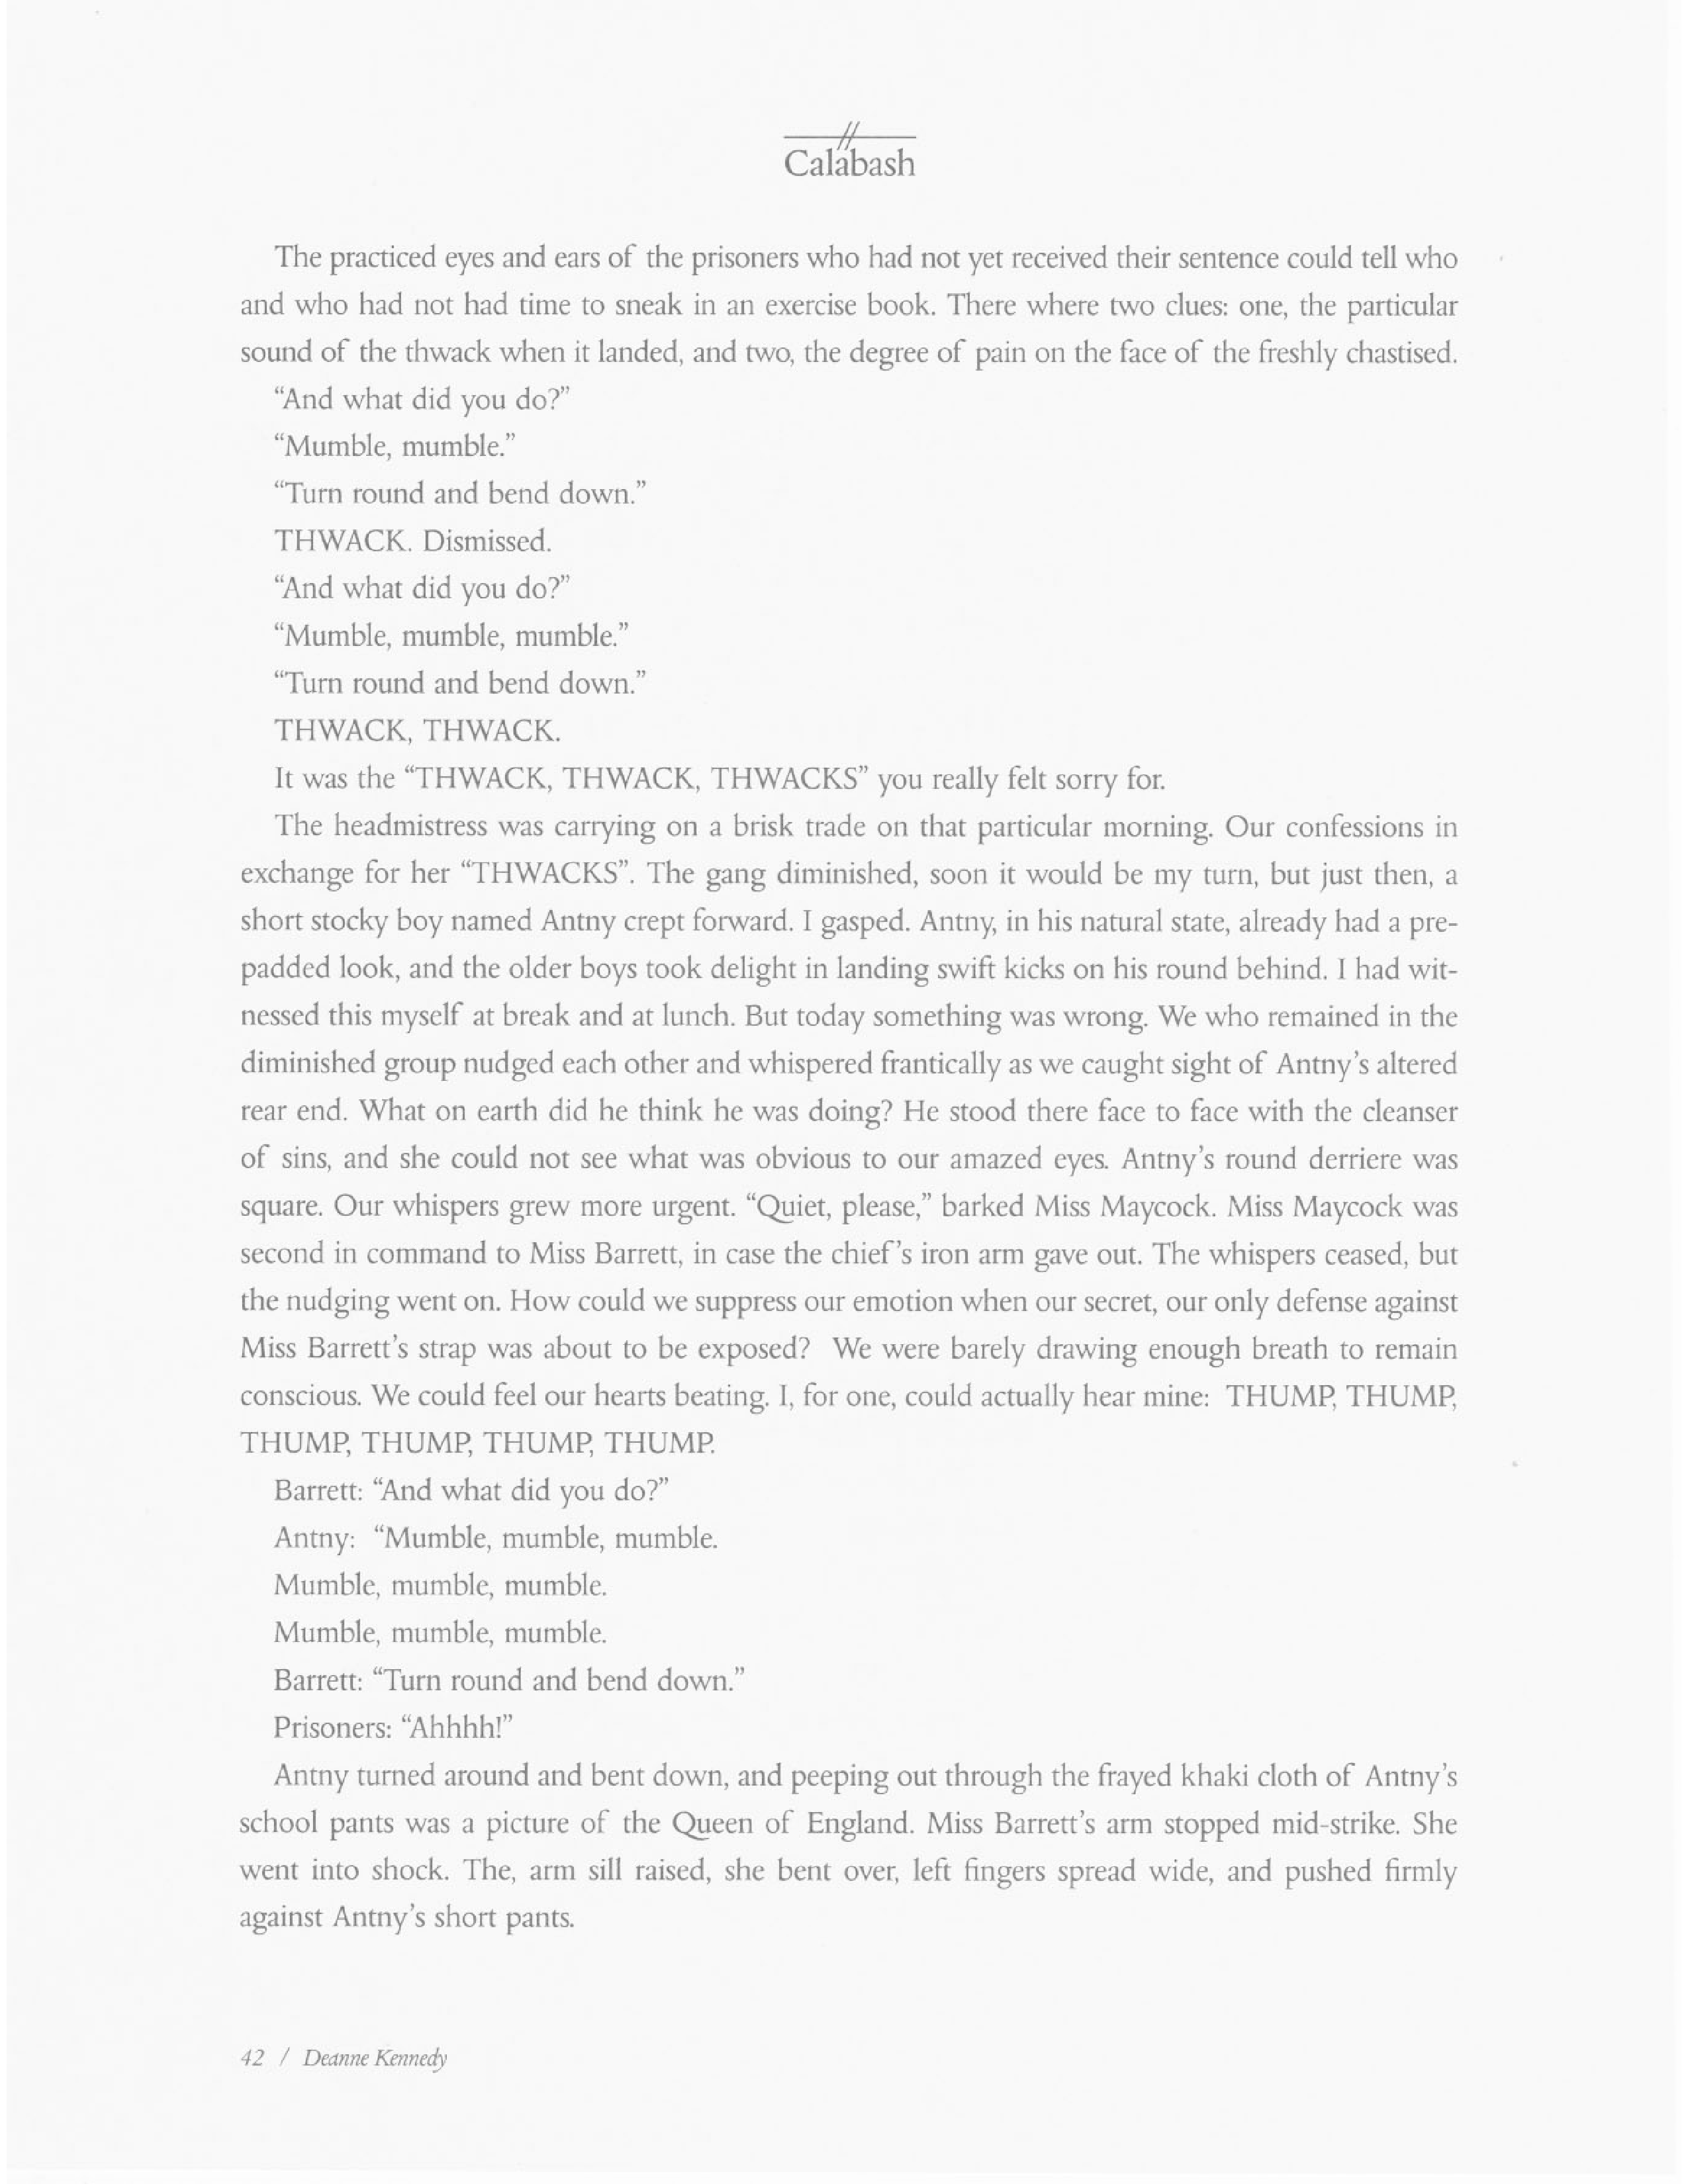 Calabash
The practiced eyes and ears of the prisoners who had not yet received their sentence could tell who
and who had not had time to sneak in an exercise book. There where two clues: one, the particular
sound of the thwack when it landed, and two, the degree of pain on the face of the freshly chastised.
“And what did you do?”
“Mumble, mumble.”
“Turn round and bend down.”
THWACK. Dismissed.
“And what did you do?”
“Mumble, mumble, mumble.”
“Turn round and bend down.”
THWACK, THWACK.
It was the “THWACK, THWACK, THWACKS” you really felt sorry for.
The headmistress was carrying on a brisk trade on that particular morning. Our confessions in
exchange for her “THWACKS”. The gang diminished, soon it would be my turn, but just then, a
short stocky boy named Antny crept forward. I gasped. Antny, in his natural state, already had a pre-
padded look, and the older boys took delight in landing swift kicks on his round behind. I had wit-
nessed this myself at break and at lunch. But today something was wrong. We who remained in the
diminished group nudged each other and whispered frantically as we caught sight of Antny’s altered
rear end. What on earth did he think he was doing? He stood there face to face with the cleanser
of sins, and she could not see what was obvious to our amazed eyes. Antny’s round derriere was
square. Our whispers grew more urgent. “Quiet, please,” barked Miss Maycock. Miss Maycock was
second in command to Miss Barrett, in case the chief’s iron arm gave out. The whispers ceased, but
the nudging went on. How could we suppress our emotion when our secret, our only defense against
Miss Barrett’s strap was about to be exposed? We were barely drawing enough breath to remain
conscious. We could feel our hearts beating. I, for one, could actually hear mine: THUMP, THUMP,
THUMP, THUMP, THUMP, THUMP.
Barrett: “And what did you do?”
Antny: “Mumble, mumble, mumble.
Mumble, mumble, mumble.
Mumble, mumble, mumble.
Barrett: “Turn round and bend down.”
Prisoners: “Ahhhh!”
Antny turned around and bent down, and peeping out through the frayed khaki cloth of Antny’s
school pants was a picture of the Queen of England. Miss Barrett’s arm stopped mid-strike. She
went into shock. The, arm sill raised, she bent over, left fingers spread wide, and pushed firmly
against Antny’s short pants.
42 / Deanne Kennedy